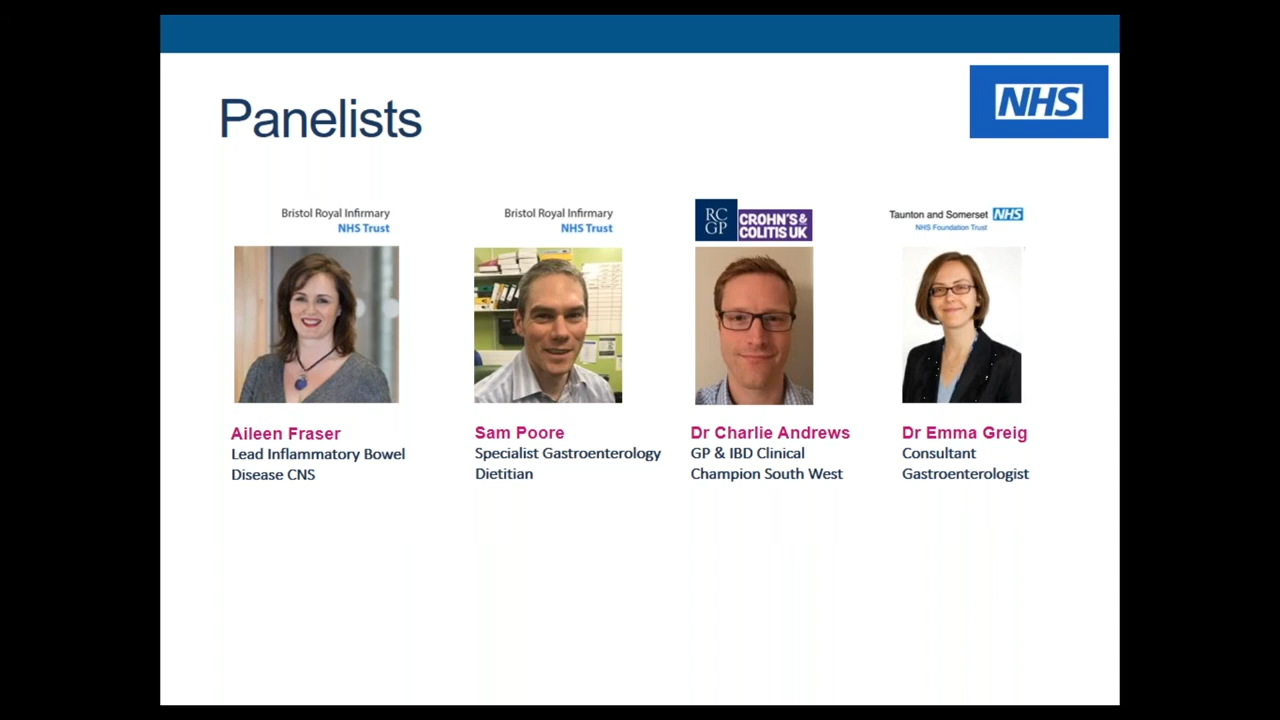 Panelists
NHS
Bristol Royal Infirmary
NHS Trust
Aileen Fraser
Lead Inflammatory Bowel
Disease CNS
Bristol Royal Infirmary
NHS Trust
Sam Poore
Specialist Gastroenterology
Dietitian
RC
GP
CROHN'S &
COLITIS UK
Dr Charlie Andrews
GP & IBD Clinical
Champion South West
Taunton and Somerset NHS
NHS Foundation Trust
Dr Emma Greig
Consultant
Gastroenterologist